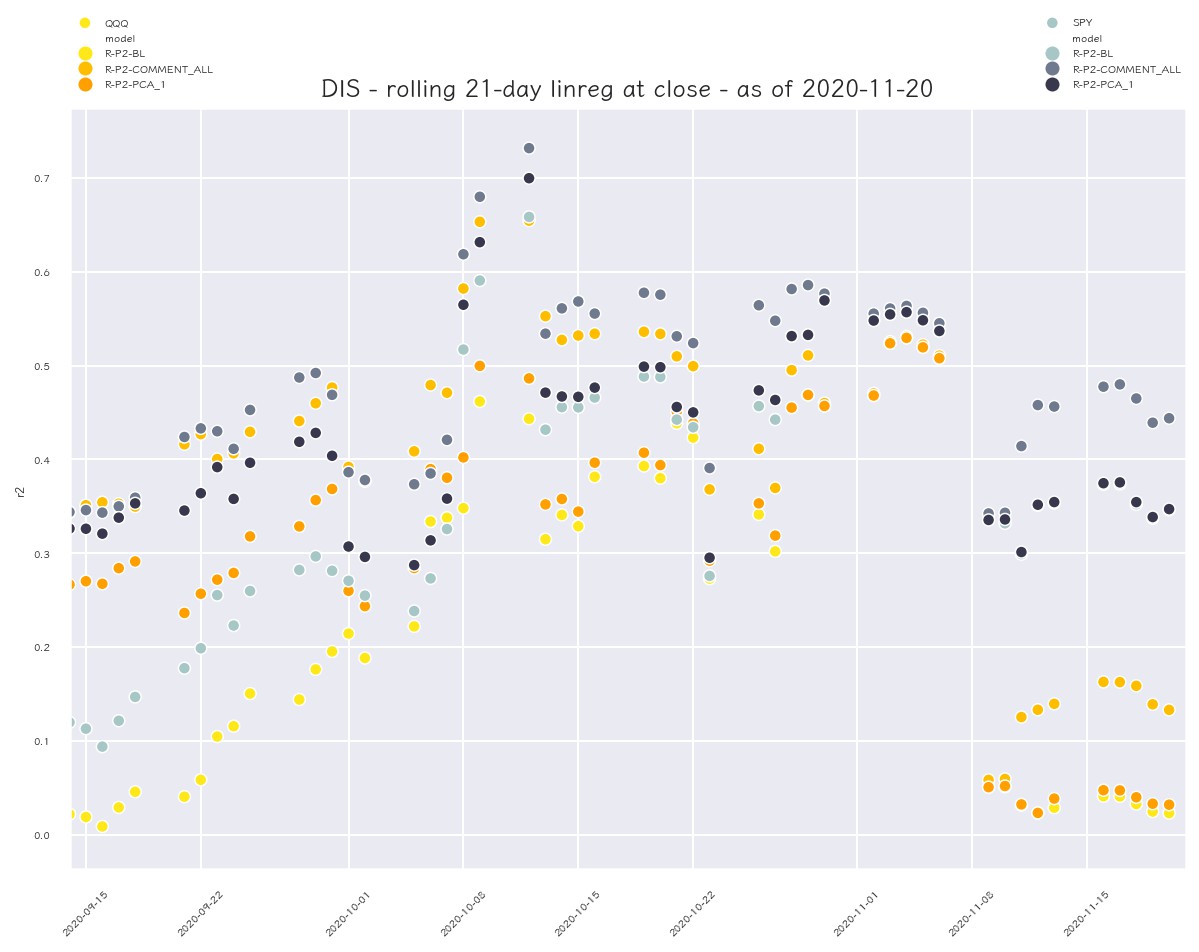 QQQ
model
R-P2-BL
R-P2-COMMENT_ALL
R-P2-PCA_1
SPY
model
R-P2-BL
R-P2-COMMENT_ALL
R-P2-PCA_1
DIS - rolling 21-day linreg at close - as of 2020-11-20
r2
0.7
0.6
0.5
0.4
0.3
0.2
0.1
0.0
2020-09-15
2020-09-22
2020-10-01
2020-10-08
2020-10-15
2020-10-22
2020-11-01
2020-11-08
2020-11-15